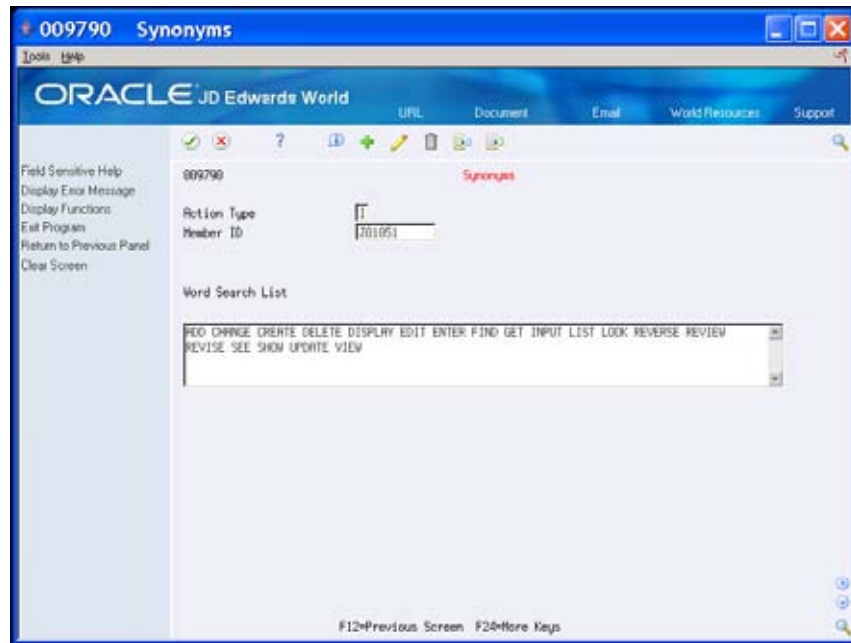 009790 Synonyms
Tools Help
ORACLE JD Edwards World
URL Document Email World Resources Support
Field Sensitive Help
Display Error Message
Display Functions
Exit Program
Return to Previous Panel
Clear Screen
009790 Synonyms
Action Type I
Member ID J01051
Word Search List
ADD CHANGE CREATE DELETE DISPLAY EDIT ENTER FIND GET INPUT LIST LOOK REVERSE REVIEW
REVISE SEE SHOW UPDATE VIEW
F12=Previous Screen F24=More Keys